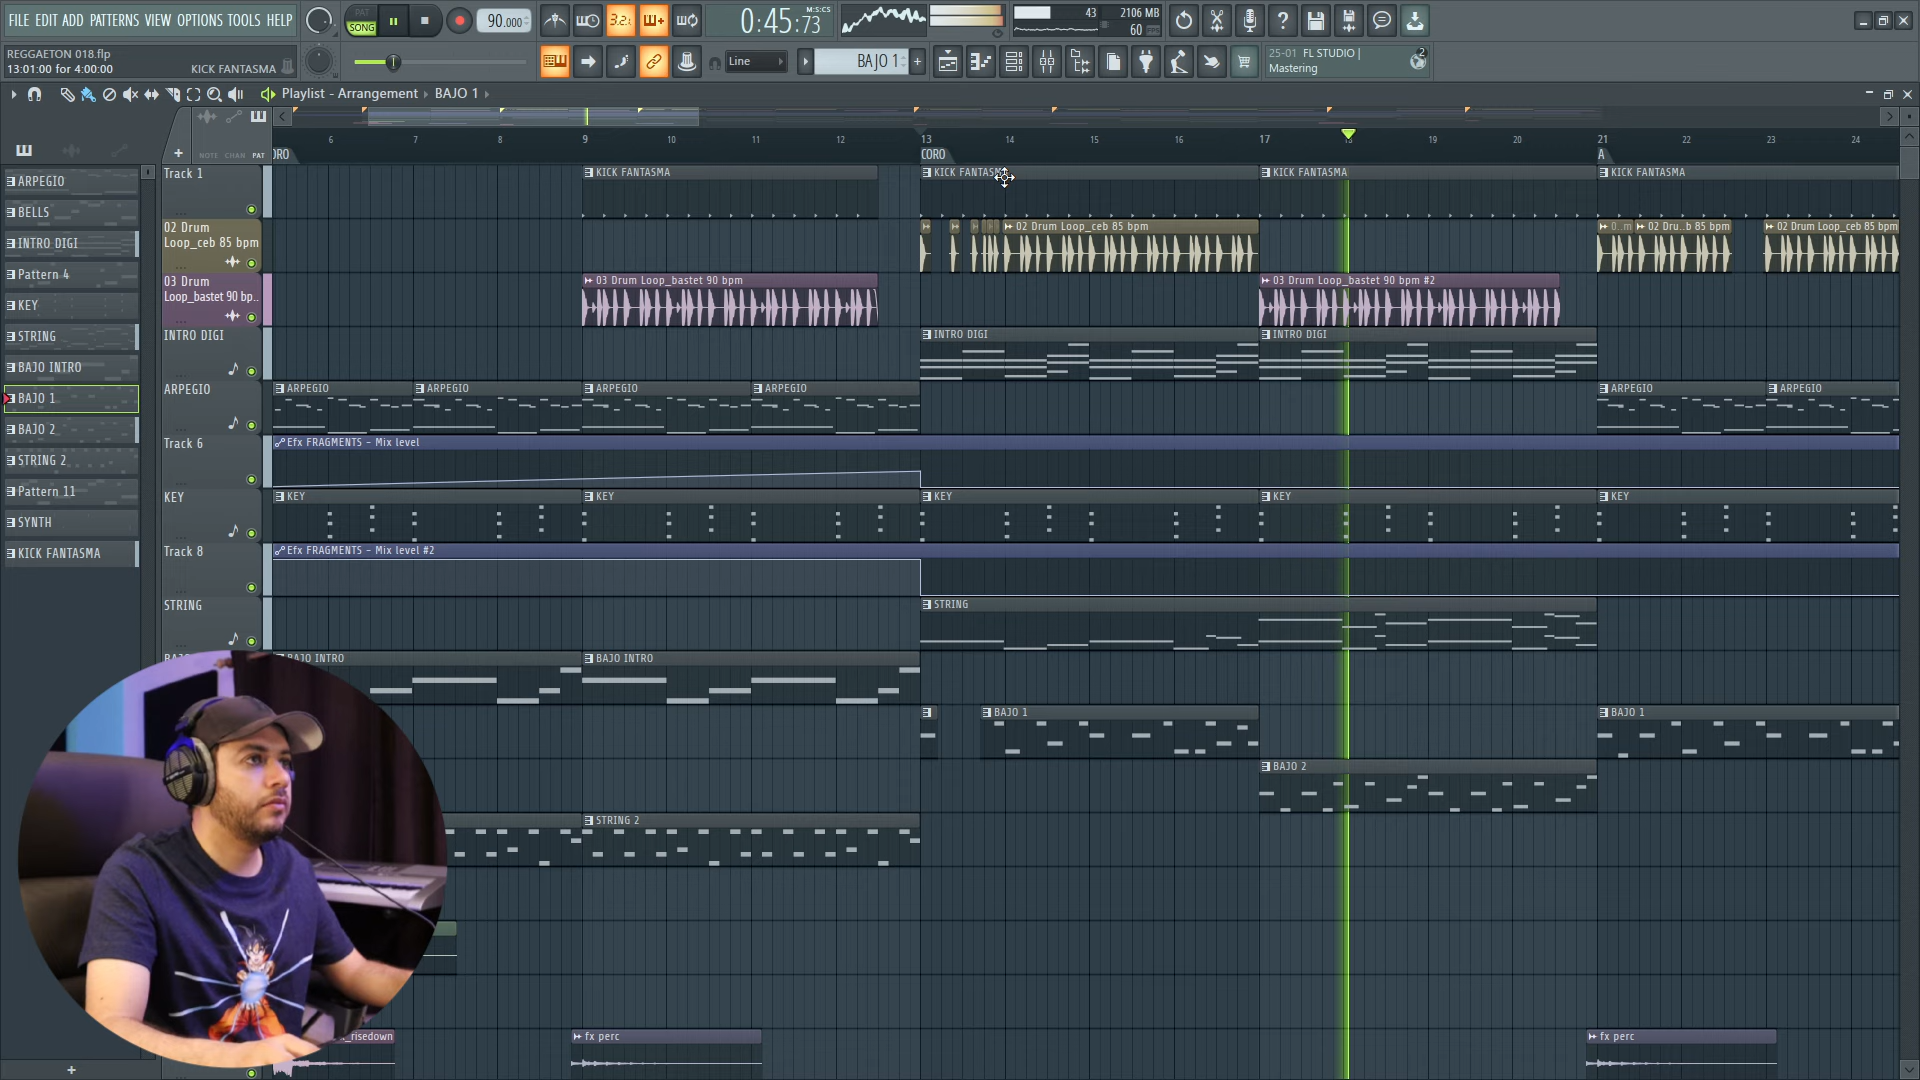 FILE EDIT ADD PATTERNS VIEW OPTIONS TOOLS HELP
PAT
SONG
90.000
3.2.
0:45:73
M:S:CS
43
2106 MB
60
REGGAETON 018.flp
13:01:00 for 4:00:00
KICK FANTASMA
Line
BAJO 1
25-01 FL STUDIO |
Mastering
2
Playlist - Arrangement › BAJO 1 ›
NOTE CHAN PAT
6 7 8 9 10 11 12 13 14 15 16 17 18 19 20 21 22 23 24
ORO
CORO
A
ARPEGIO
BELLS
INTRO DIGI
Pattern 4
KEY
STRING
BAJO INTRO
BAJO 1
BAJO 2
STRING 2
Pattern 11
SYNTH
KICK FANTASMA
Track 1
KICK FANTASMA
KICK FANTASMA
KICK FANTASMA
KICK FANTASMA
02 Drum
Loop_ceb 85 bpm
02 Drum Loop_ceb 85 bpm
0..m
02 Dru..b 85 bpm
02 Drum Loop_ceb 85 bpm
03 Drum
Loop_bastet 90 bp..
03 Drum Loop_bastet 90 bpm
03 Drum Loop_bastet 90 bpm #2
INTRO DIGI
INTRO DIGI
INTRO DIGI
ARPEGIO
ARPEGIO
ARPEGIO
ARPEGIO
ARPEGIO
ARPEGIO
ARPEGIO
Track 6
Efx FRAGMENTS - Mix level
KEY
KEY
KEY
KEY
KEY
KEY
Track 8
Efx FRAGMENTS - Mix level #2
STRING
STRING
BAJO INTRO
BAJO INTRO
BAJO 1
BAJO 1
BAJO 2
STRING 2
_risedown
fx perc
fx perc